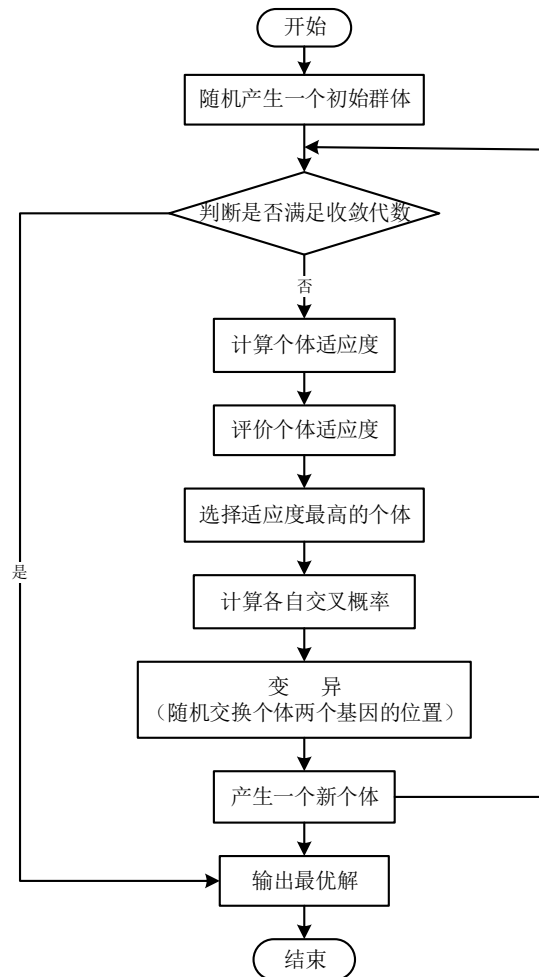 开始
随机产生一个初始群体
判断是否满足收敛代数
否
计算个体适应度
评价个体适应度
选择适应度最高的个体
是
计算各自交叉概率
变 异
（随机交换个体两个基因的位置）
产生一个新个体
输出最优解
结束